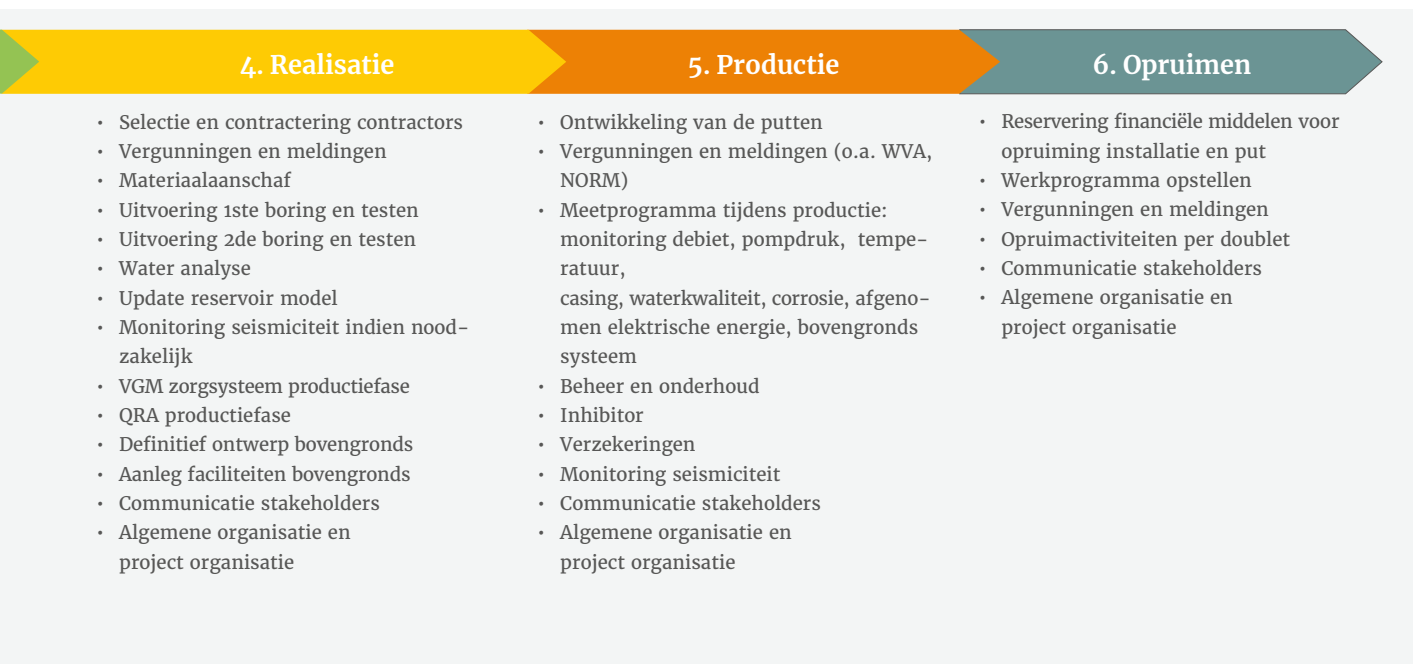 4. Realisatie
• Selectie en contractering contractors
• Vergunningen en meldingen
• Materiaalaanschaf
• Uitvoering 1ste boring en testen
• Uitvoering 2de boring en testen
• Water analyse
• Update reservoir model
• Monitoring seismiciteit indien nood-
zakelijk
• VGM zorgsysteem productiefase
• QRA productiefase
• Definitief ontwerp bovengronds
• Aanleg faciliteiten bovengronds
• Communicatie stakeholders
• Algemene organisatie en
project organisatie
5. Productie
• Ontwikkeling van de putten
• Vergunningen en meldingen (o.a. WVA,
NORM)
• Meetprogramma tijdens productie:
monitoring debiet, pompdruk, tempe-
ratuur,
casing, waterkwaliteit, corrosie, afgeno-
men elektrische energie, bovengronds
systeem
• Beheer en onderhoud
• Inhibitor
• Verzekeringen
• Monitoring seismiciteit
• Communicatie stakeholders
• Algemene organisatie en
project organisatie
6. Opruimen
• Reservering financiële middelen voor
opruiming installatie en put
• Werkprogramma opstellen
• Vergunningen en meldingen
• Opruimactiviteiten per doublet
• Communicatie stakeholders
• Algemene organisatie en
project organisatie